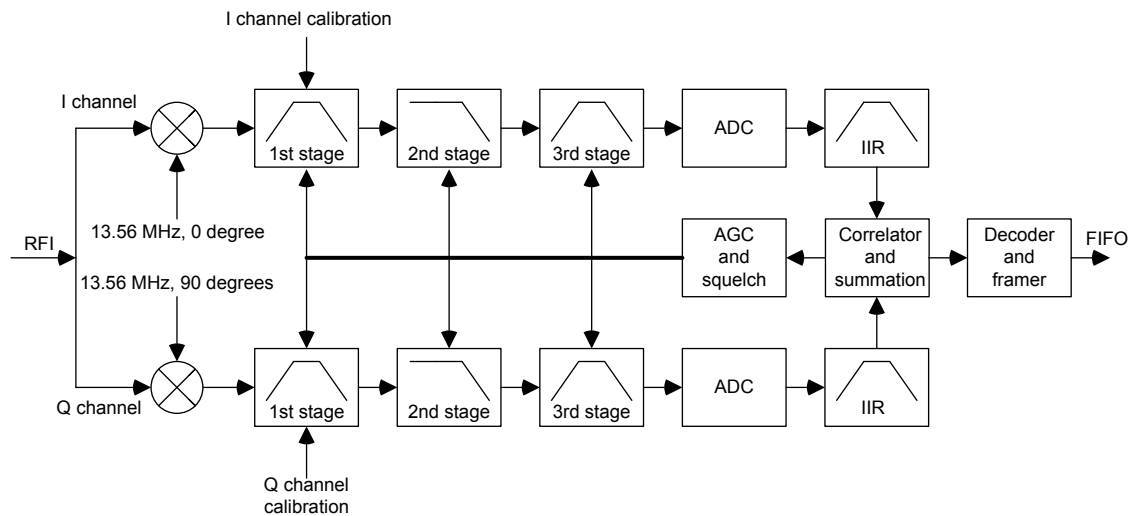 I channel calibration
I channel
1st stage
2nd stage
3rd stage
ADC
IIR
RFI
13.56 MHz, 0 degree
13.56 MHz, 90 degrees
AGC
and
squelch
Correlator
and
summation
Decoder
and
framer
FIFO
Q channel
1st stage
2nd stage
3rd stage
ADC
IIR
Q channel
calibration